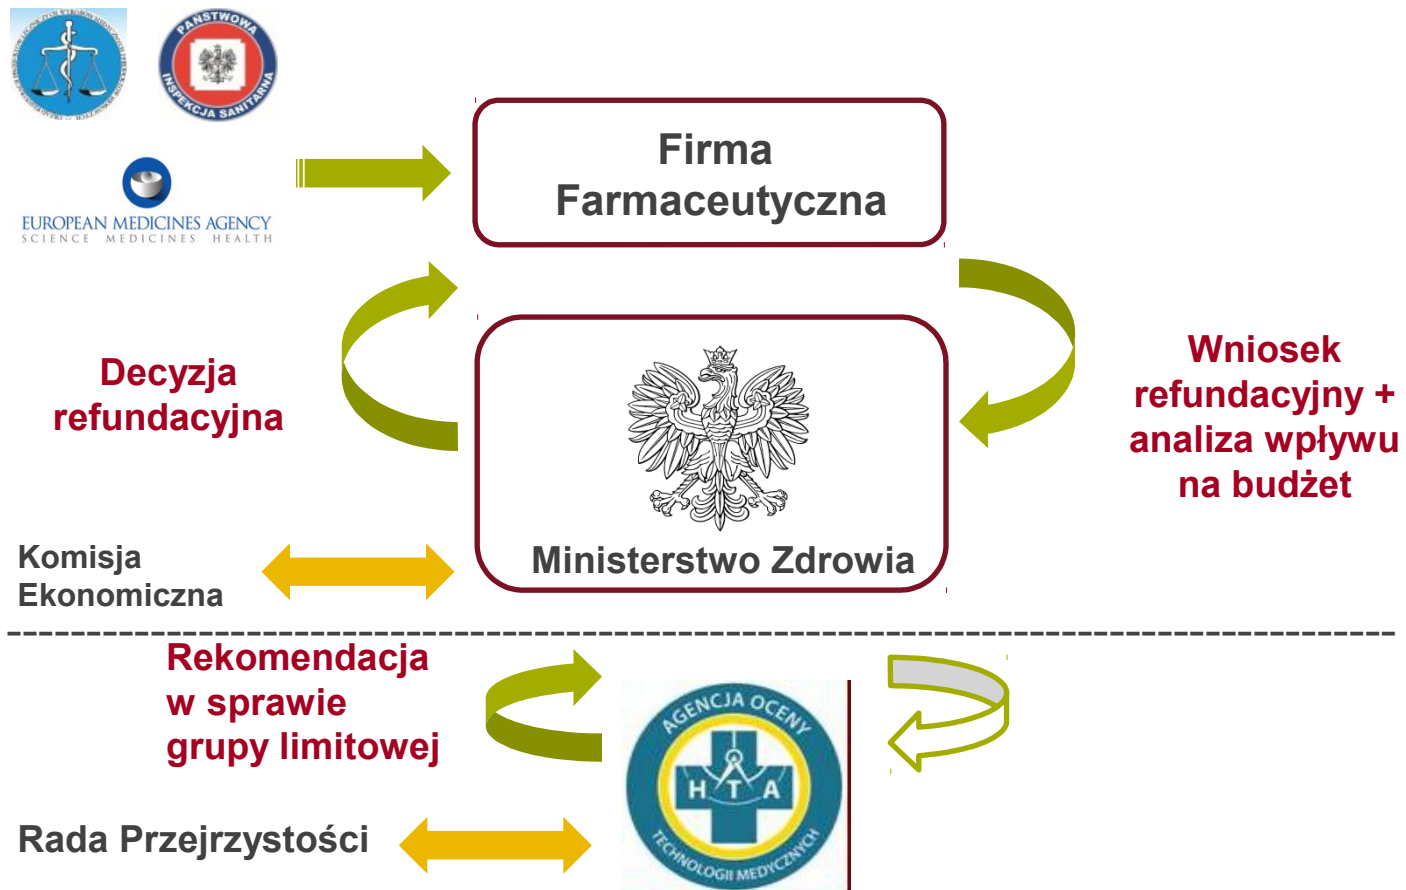 PAŃSTWOWA
INSPEKCJA SANITARNA
EUROPEAN MEDICINES AGENCY
SCIENCE MEDICINES HEALTH
Firma
Farmaceutyczna
Decyzja
refundacyjna
Wniosek
refundacyjny +
analiza wpływu
na budżet
Ministerstwo Zdrowia
Komisja
Ekonomiczna
Rekomendacja
w sprawie
grupy limitowej
AGENCJA OCENY
H T A
TECHNOLOGII MEDYCZNYCH
Rada Przejrzystości